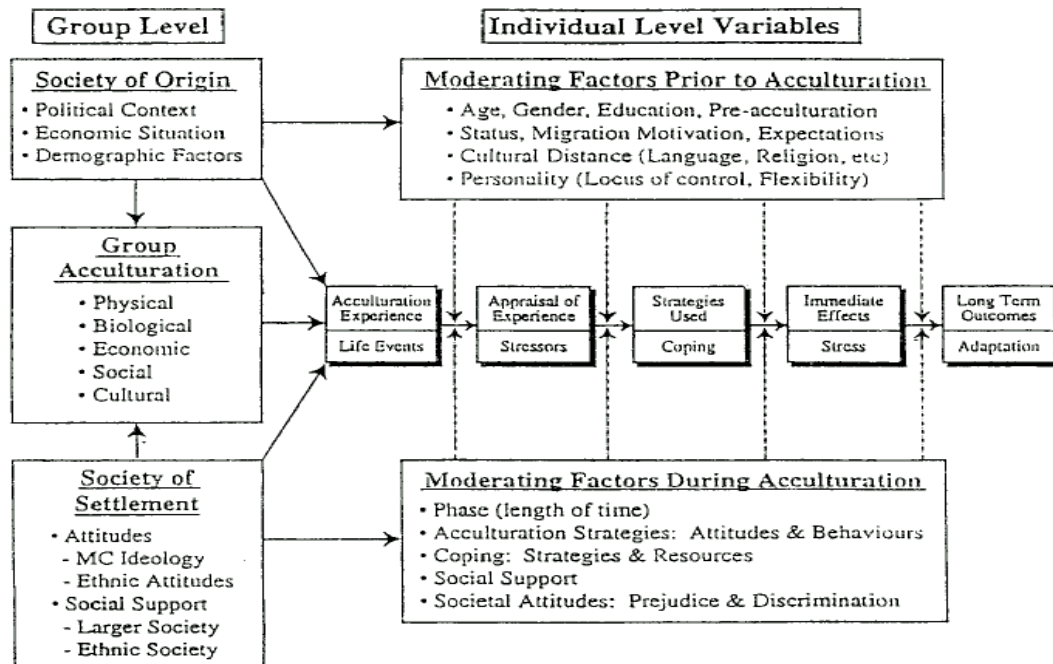 Group Level
Individual Level Variables
Society of Origin
• Political Context
• Economic Situation
• Demographic Factors
Moderating Factors Prior to Acculturation
• Age, Gender, Education, Pre-acculturation
• Status, Migration Motivation, Expectations
• Cultural Distance (Language, Religion, etc)
• Personality (Locus of control, Flexibility)
Group
Acculturation
• Physical
• Biological
• Economic
• Social
• Cultural
Acculturation
Experience
Life Events
Appraisal of
Experience
Stressors
Strategies
Used
Coping
Immediate
Effects
Stress
Long Term
Outcomes
Adaptation
Society of
Settlement
• Attitudes
- MC Ideology
- Ethnic Attitudes
• Social Support
- Larger Society
- Ethnic Society
Moderating Factors During Acculturation
• Phase (length of time)
• Acculturation Strategies: Attitudes & Behaviours
• Coping: Strategies & Resources
• Social Support
• Societal Attitudes: Prejudice & Discrimination